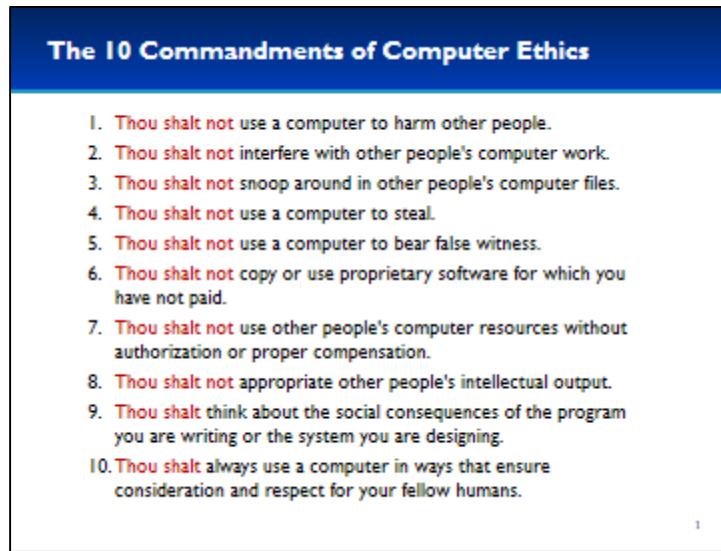 The 10 Commandments of Computer Ethics
1. Thou shalt not use a computer to harm other people.
2. Thou shalt not interfere with other people's computer work.
3. Thou shalt not snoop around in other people's computer files.
4. Thou shalt not use a computer to steal.
5. Thou shalt not use a computer to bear false witness.
6. Thou shalt not copy or use proprietary software for which you
have not paid.
7. Thou shalt not use other people's computer resources without
authorization or proper compensation.
8. Thou shalt not appropriate other people's intellectual output.
9. Thou shalt think about the social consequences of the program
you are writing or the system you are designing.
10. Thou shalt always use a computer in ways that ensure
consideration and respect for your fellow humans.
1